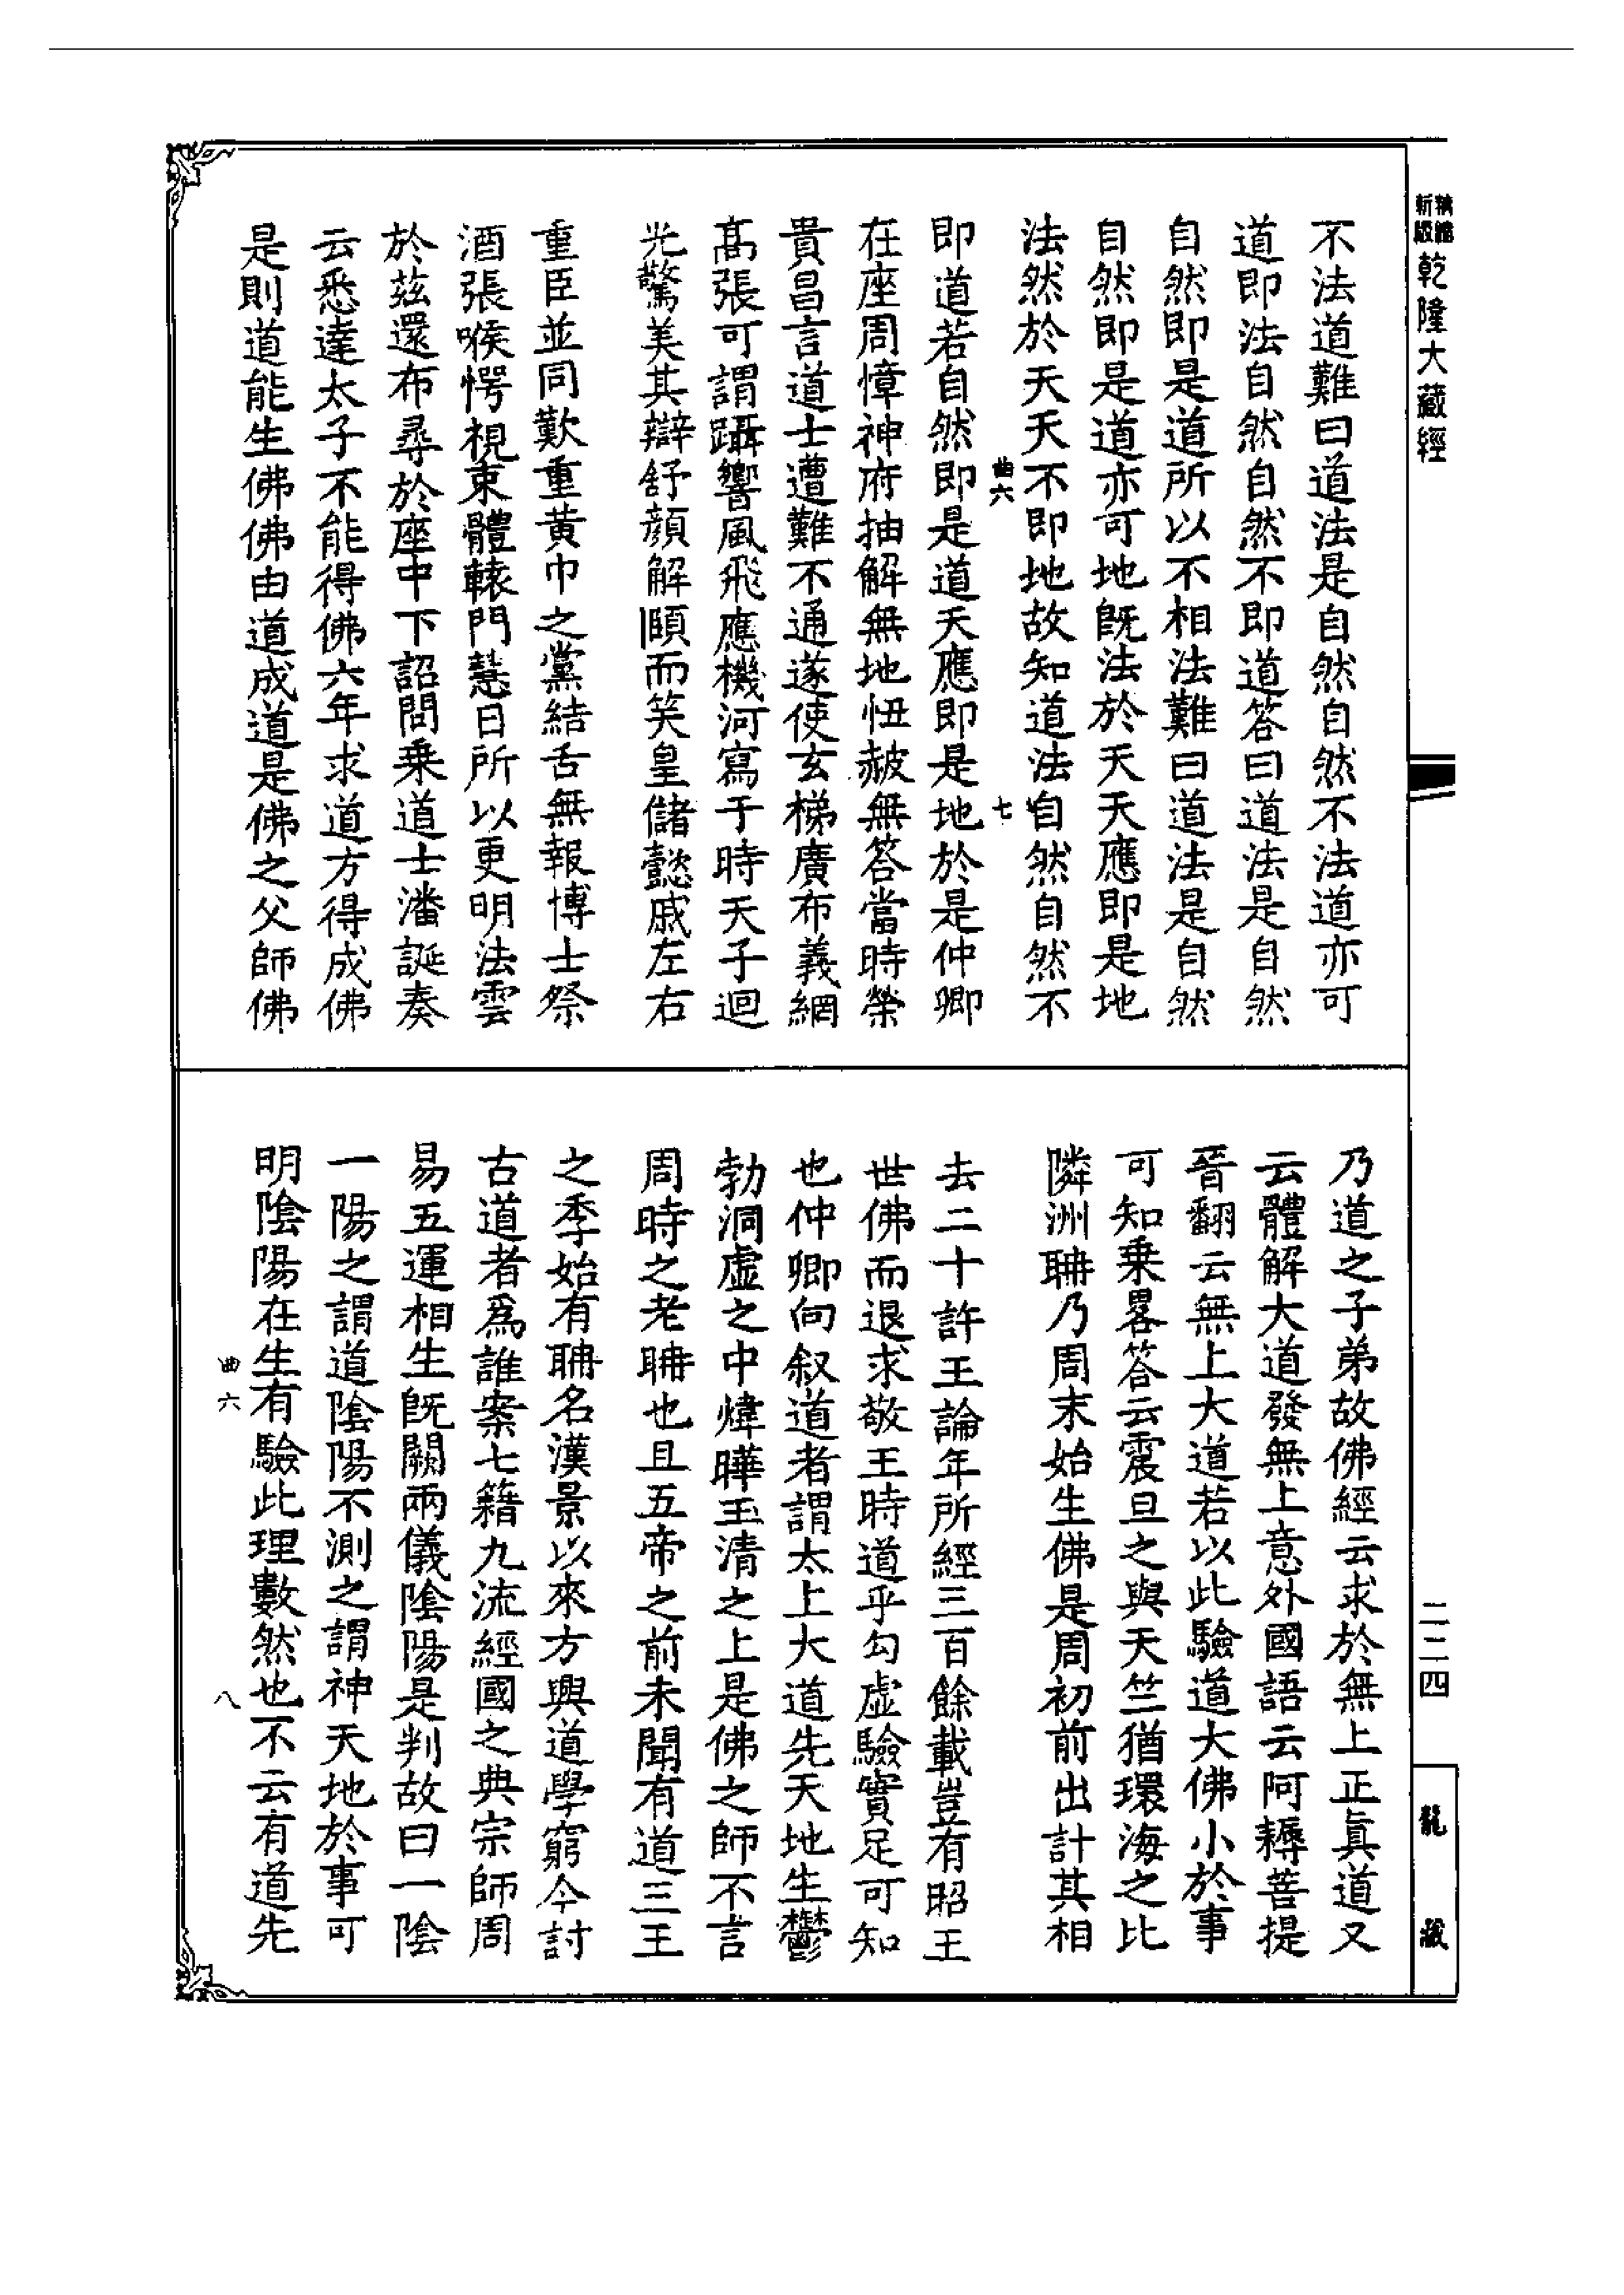 新編縮版
乾隆大藏經
不法道難曰道法是自然自然不法道亦可
道即法自然自然不即道答曰道法是自然
自然即是道所以不相法難曰道法是自然
自然即是道亦可地既法於天天應即是地
法然於天天不即地故知道法自然自然不
曲六
七
即道若自然即是道天應即是地於是仲卿
在座周慞神府抽解無地忸赧無答當時榮
貴昌言道士遭難不通遂使玄梯廣布義網
高張可謂躡響風飛應機河寫于時天子迴
光驚美其辯舒顔解頤而笑皇儲懿戚左右
重臣並同歎重黃巾之黨結舌無報博士祭
酒張喉愕視束體轅門慧日所以更明法雲
於茲還布尋於座中下詔問乗道士潘誕奏
云悉達太子不能得佛六年求道方得成佛
是則道能生佛佛由道成道是佛之父師佛
乃道之子弟故佛經云求於無上正眞道又
云體解大道發無上意外國語云阿耨菩提
晉翻云無上大道若以此驗道大佛小於事
可知乗畧答云震旦之與天竺猶環海之比
隣洲聃乃周末始生佛是周初前出計其相
去二十許王論年所經三百餘載豈有昭王
世佛而退求敬王時道乎勾虛驗實足可知
也仲卿向叙道者謂太上大道先天地生鬱
勃洞虛之中煒曄玉清之上是佛之師不言
周時之老聃也且五帝之前未聞有道三王
之季始有聃名漢景以來方興道學窮今討
古道者爲誰案七籍九流經國之典宗師周
易五運相生旣闕兩儀陰陽是判故曰一陰
一陽之謂道陰陽不測之謂神天地於事可
明陰陽在生有驗此理數然也不云有道先
曲六
八
二二四
龍藏